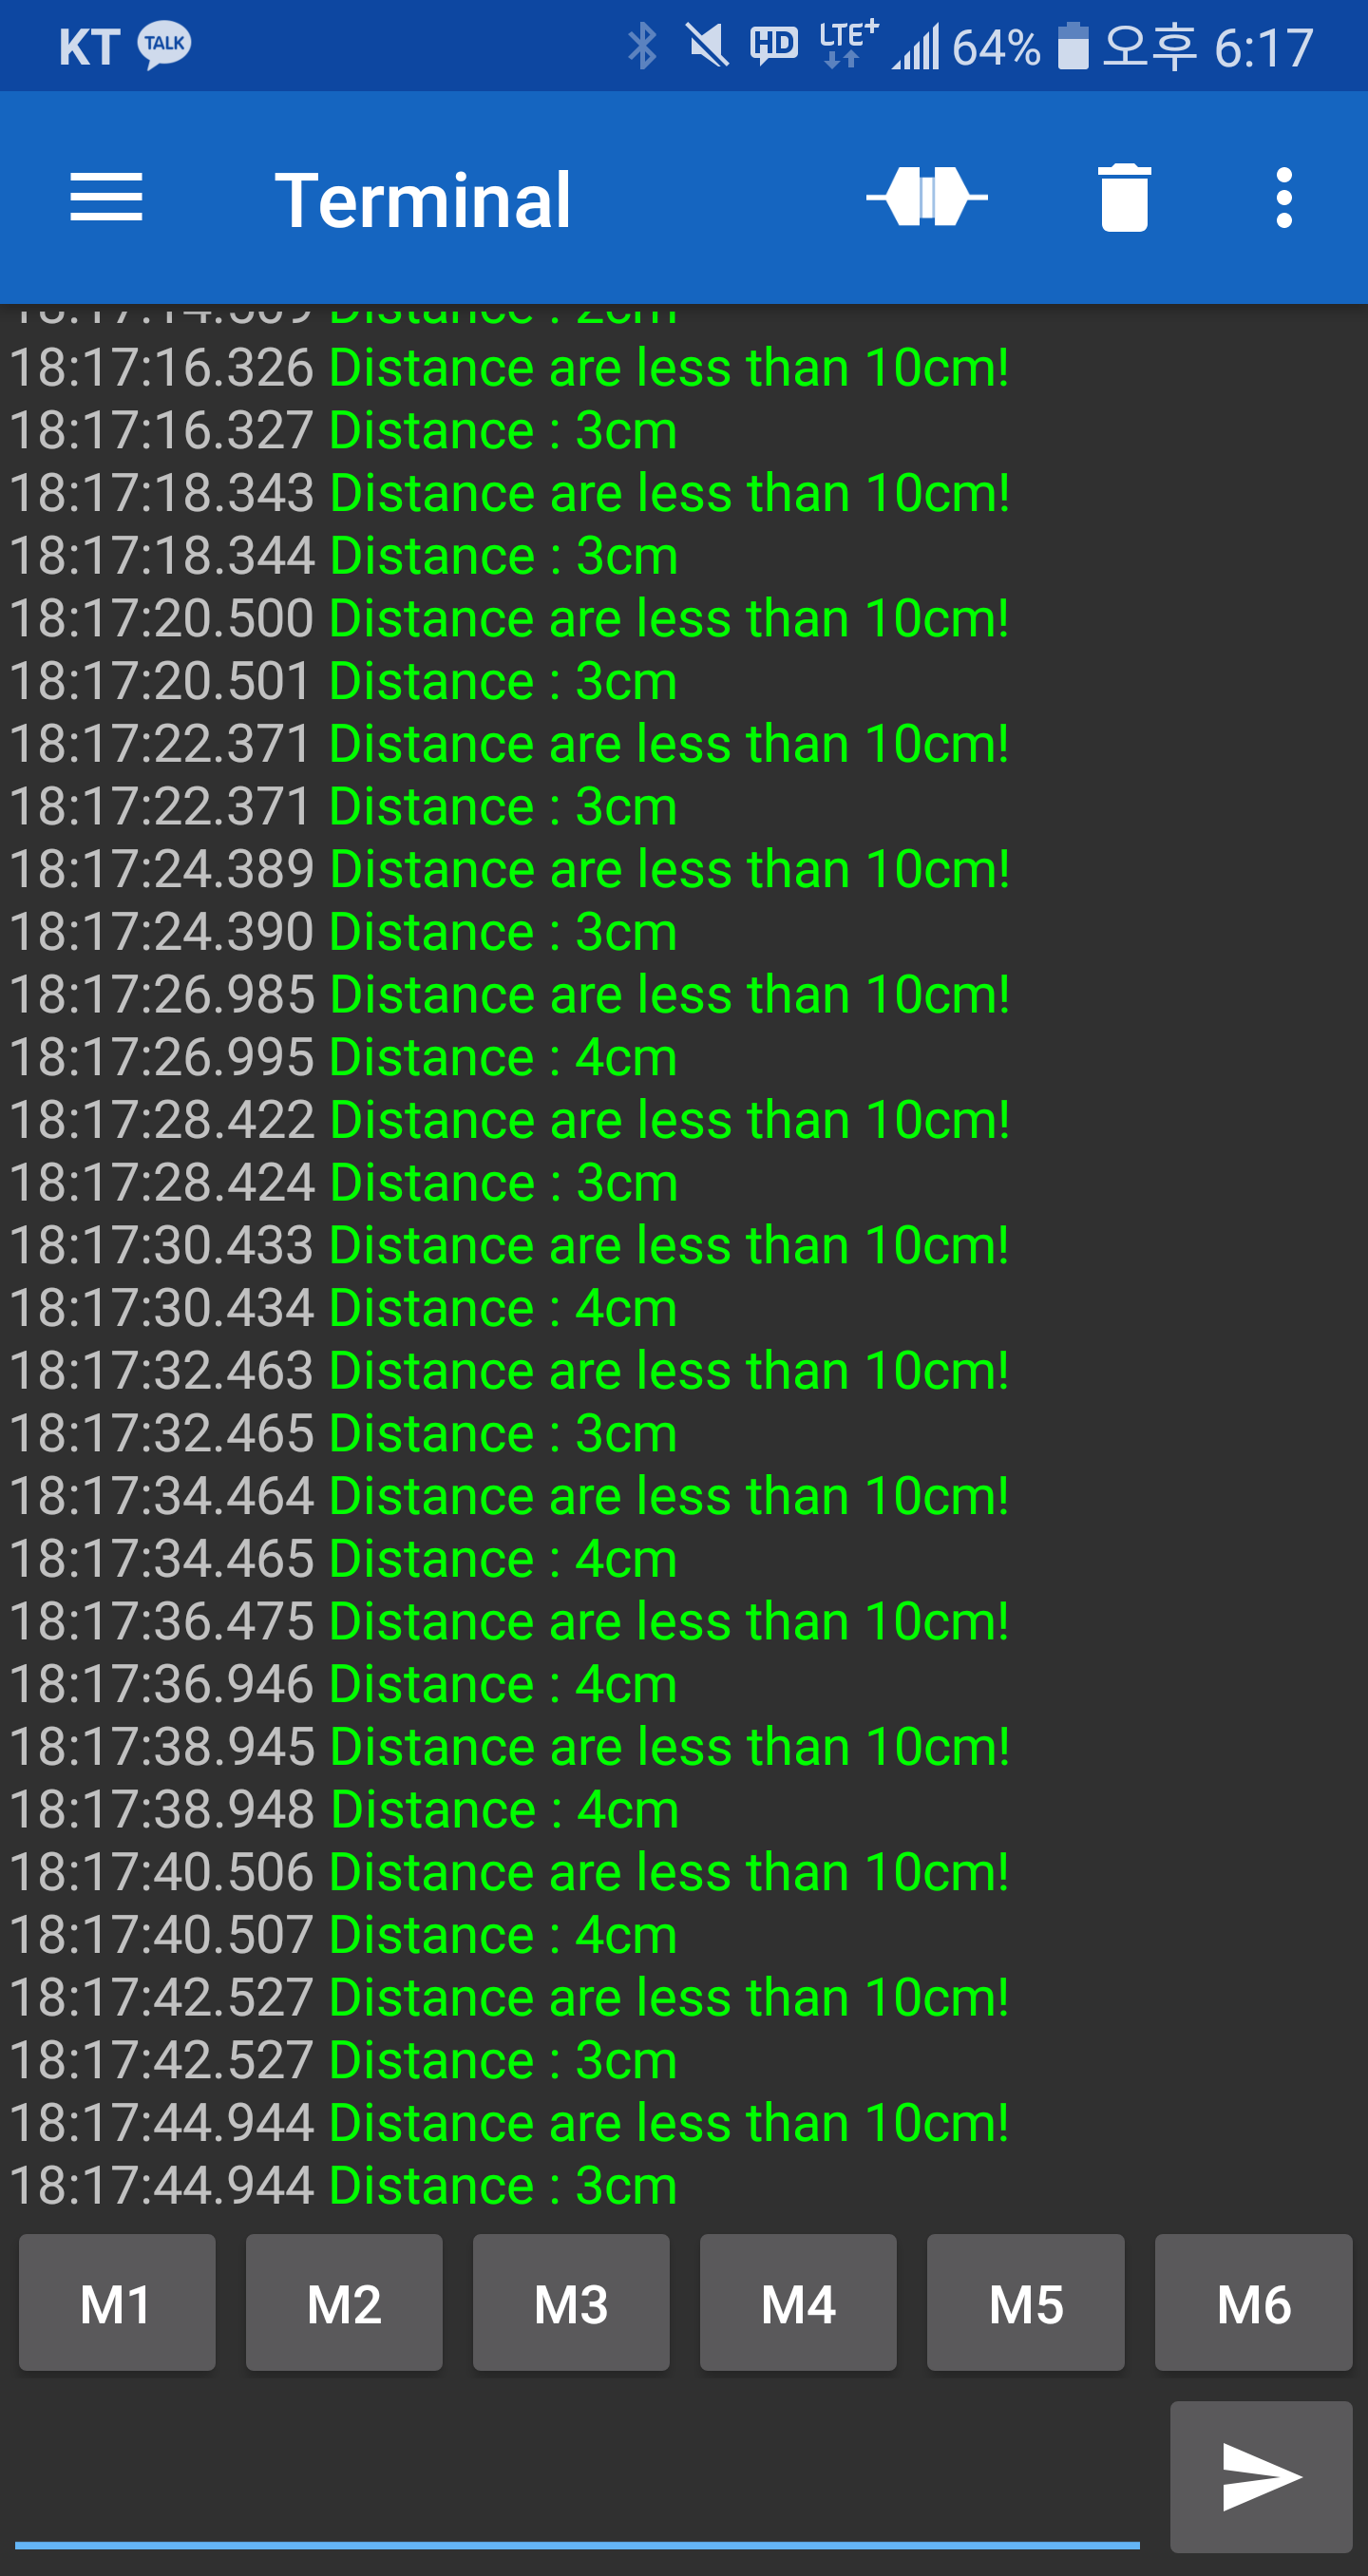 KT TALK HD LTE+ 64% 오후 6:17
Terminal
Distance : 2cm
18:17:16.326 Distance are less than 10cm!
18:17:16.327 Distance : 3cm
18:17:18.343 Distance are less than 10cm!
18:17:18.344 Distance : 3cm
18:17:20.500 Distance are less than 10cm!
18:17:20.501 Distance : 3cm
18:17:22.371 Distance are less than 10cm!
18:17:22.371 Distance : 3cm
18:17:24.389 Distance are less than 10cm!
18:17:24.390 Distance : 3cm
18:17:26.985 Distance are less than 10cm!
18:17:26.995 Distance : 4cm
18:17:28.422 Distance are less than 10cm!
18:17:28.424 Distance : 3cm
18:17:30.433 Distance are less than 10cm!
18:17:30.434 Distance : 4cm
18:17:32.463 Distance are less than 10cm!
18:17:32.465 Distance : 3cm
18:17:34.464 Distance are less than 10cm!
18:17:34.465 Distance : 4cm
18:17:36.475 Distance are less than 10cm!
18:17:36.946 Distance : 4cm
18:17:38.945 Distance are less than 10cm!
18:17:38.948 Distance : 4cm
18:17:40.506 Distance are less than 10cm!
18:17:40.507 Distance : 4cm
18:17:42.527 Distance are less than 10cm!
18:17:42.527 Distance : 3cm
18:17:44.944 Distance are less than 10cm!
18:17:44.944 Distance : 3cm
M1 M2 M3 M4 M5 M6